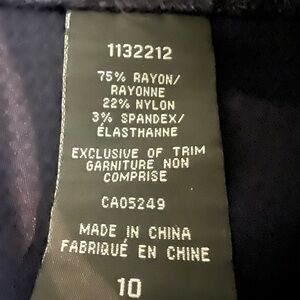 1132212
75% RAYON/
RAYONNE
22% NYLON
3% SPANDEX/
ÉLASTHANNE
EXCLUSIVE OF TRIM
GARNITURE NON
COMPRISE
CA05249
MADE IN CHINA
FABRIQUÉ EN CHINE
10